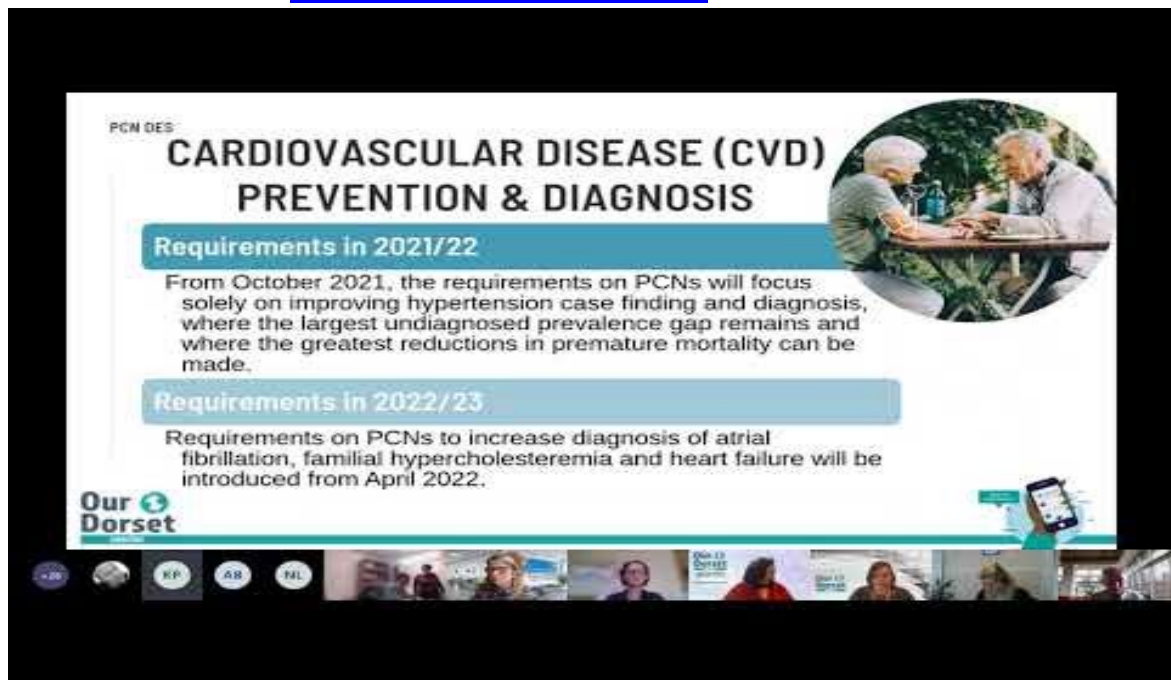 PCN DES
CARDIOVASCULAR DISEASE (CVD)
PREVENTION & DIAGNOSIS
Requirements in 2021/22
From October 2021, the requirements on PCNs will focus
solely on improving hypertension case finding and diagnosis,
where the largest undiagnosed prevalence gap remains and
where the greatest reductions in premature mortality can be
made.
Requirements in 2022/23
Requirements on PCNs to increase diagnosis of atrial
fibrillation, familial hypercholesteremia and heart failure will be
introduced from April 2022.
Our
Dorset
KP
AB
NL
Dorset